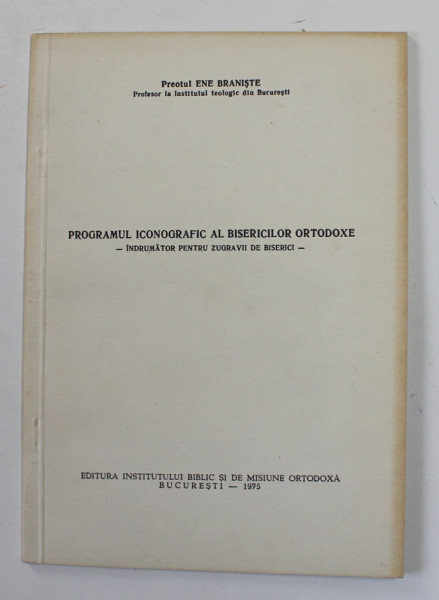 Preotul ENE BRANIȘTE
Profesor la Institutul teologic din București
PROGRAMUL ICONOGRAFIC AL BISERICILOR ORTODOXE
— ÎNDRUMĂTOR PENTRU ZUGRAVII DE BISERICI —
EDITURA INSTITUTULUI BIBLIC ȘI DE MISIUNE ORTODOXĂ
BUCUREȘTI — 1975